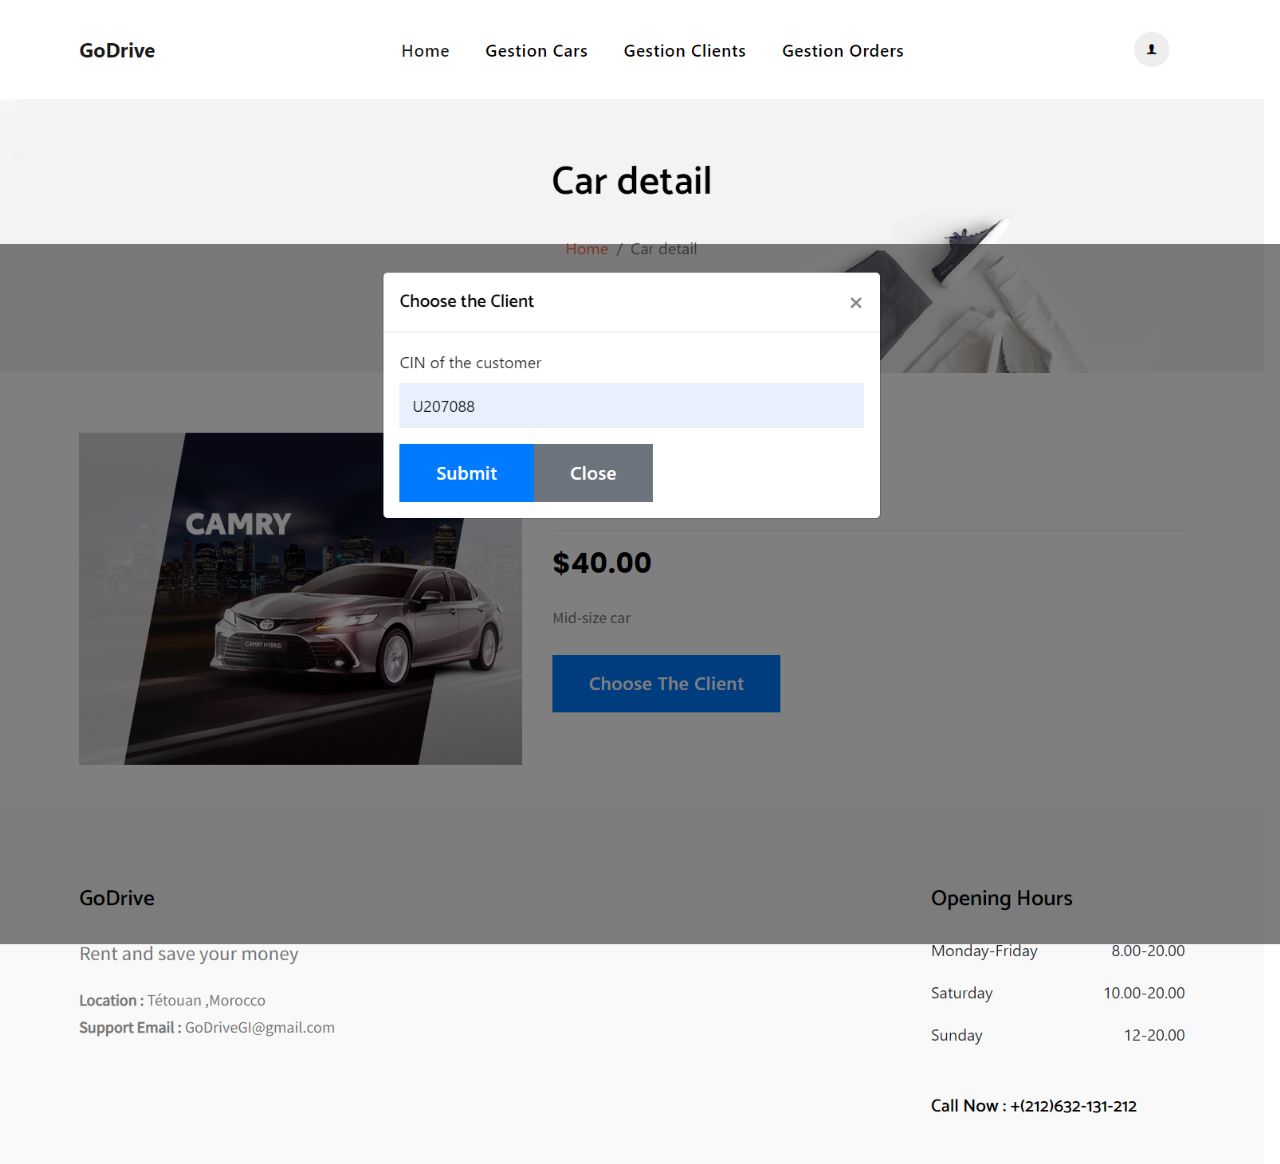 GoDrive
Home Gestion Cars Gestion Clients Gestion Orders
Car detail
Home / Car detail
Choose the Client ×
CIN of the customer
U207088
Submit Close
CAMRY
CAMRY HYBRID
$40.00
Mid-size car
Choose The Client
GoDrive
Rent and save your money
Location : Tétouan ,Morocco
Support Email : GoDriveGI@gmail.com
Opening Hours
Monday-Friday 8.00-20.00
Saturday 10.00-20.00
Sunday 12-20.00
Call Now : +(212)632-131-212